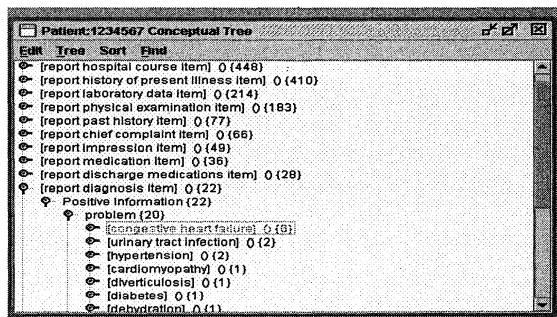 Patient:1234567 Conceptual Tree
Edit Tree Sort Find
[report hospital course item] () {448}
[report history of present illness item] () {410}
[report laboratory data item] () {214}
[report physical examination item] () {183}
[report past history item] () {77}
[report chief complaint item] () {66}
[report impression item] () {49}
[report medication item] () {36}
[report discharge medications item] () {28}
[report diagnosis item] () {22}
Positive Information {22}
problem {20}
[congestive heart failure] ()
[urinary tract infection] () {2}
[hypertension] () {2}
[cardiomyopathy] () {1}
[diverticulosis] () {1}
[diabetes] () {1}
[dehydration] () {1}